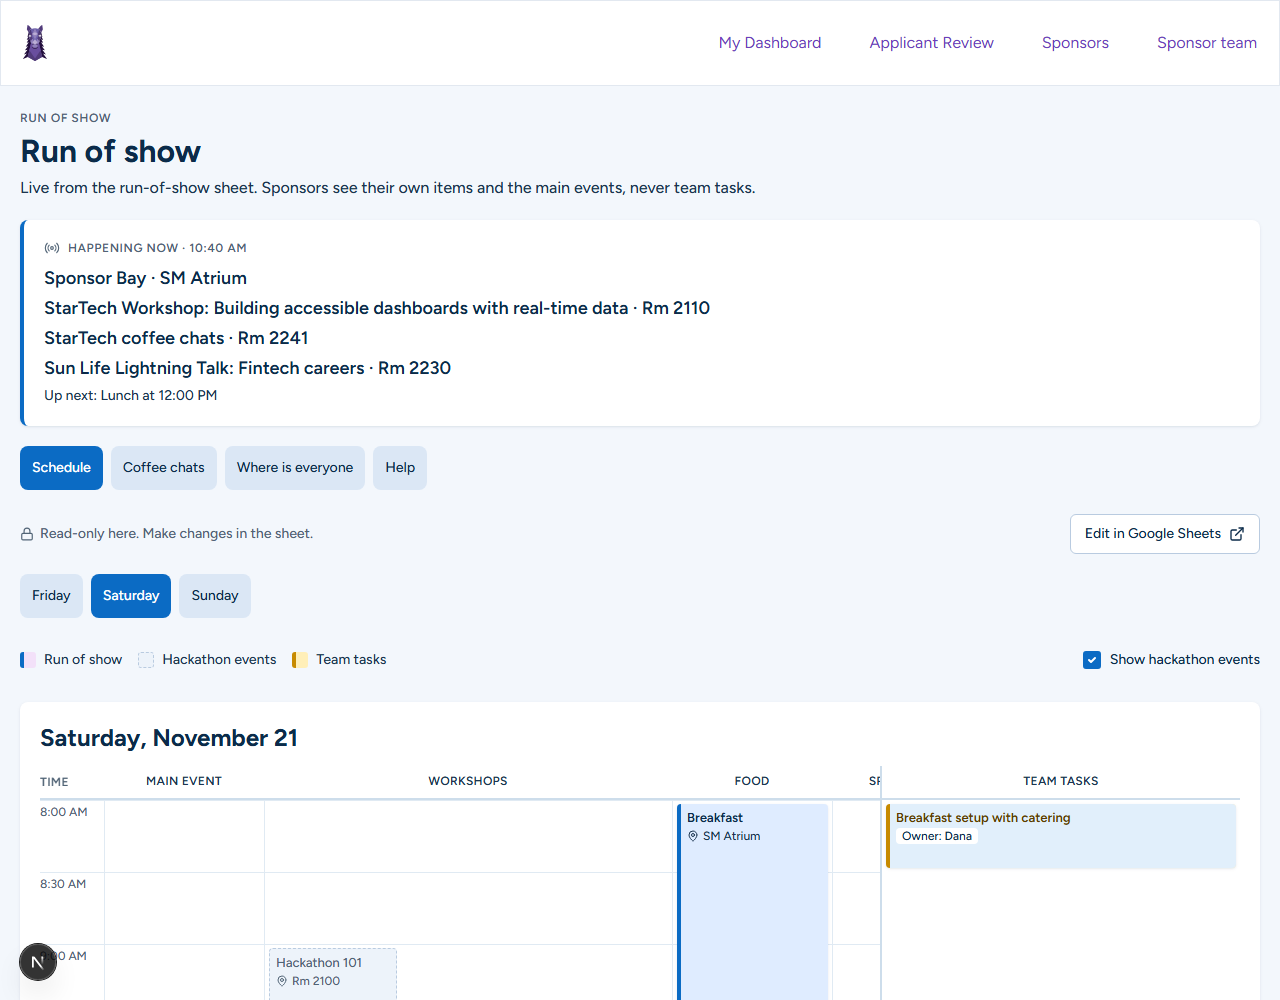 My Dashboard
Applicant Review
Sponsors
Sponsor team
RUN OF SHOW
Run of show
Live from the run-of-show sheet. Sponsors see their own items and the main events, never team tasks.
HAPPENING NOW · 10:40 AM
Sponsor Bay · SM Atrium
StarTech Workshop: Building accessible dashboards with real-time data · Rm 2110
StarTech coffee chats · Rm 2241
Sun Life Lightning Talk: Fintech careers · Rm 2230
Up next: Lunch at 12:00 PM
Schedule
Coffee chats
Where is everyone
Help
Read-only here. Make changes in the sheet.
Edit in Google Sheets
Friday
Saturday
Sunday
Run of show
Hackathon events
Team tasks
Show hackathon events
Saturday, November 21
TIME
MAIN EVENT
WORKSHOPS
FOOD
TEAM TASKS
8:00 AM
Breakfast
SM Atrium
Breakfast setup with catering
Owner: Dana
8:30 AM
:00 AM
Hackathon 101
Rm 2100
N